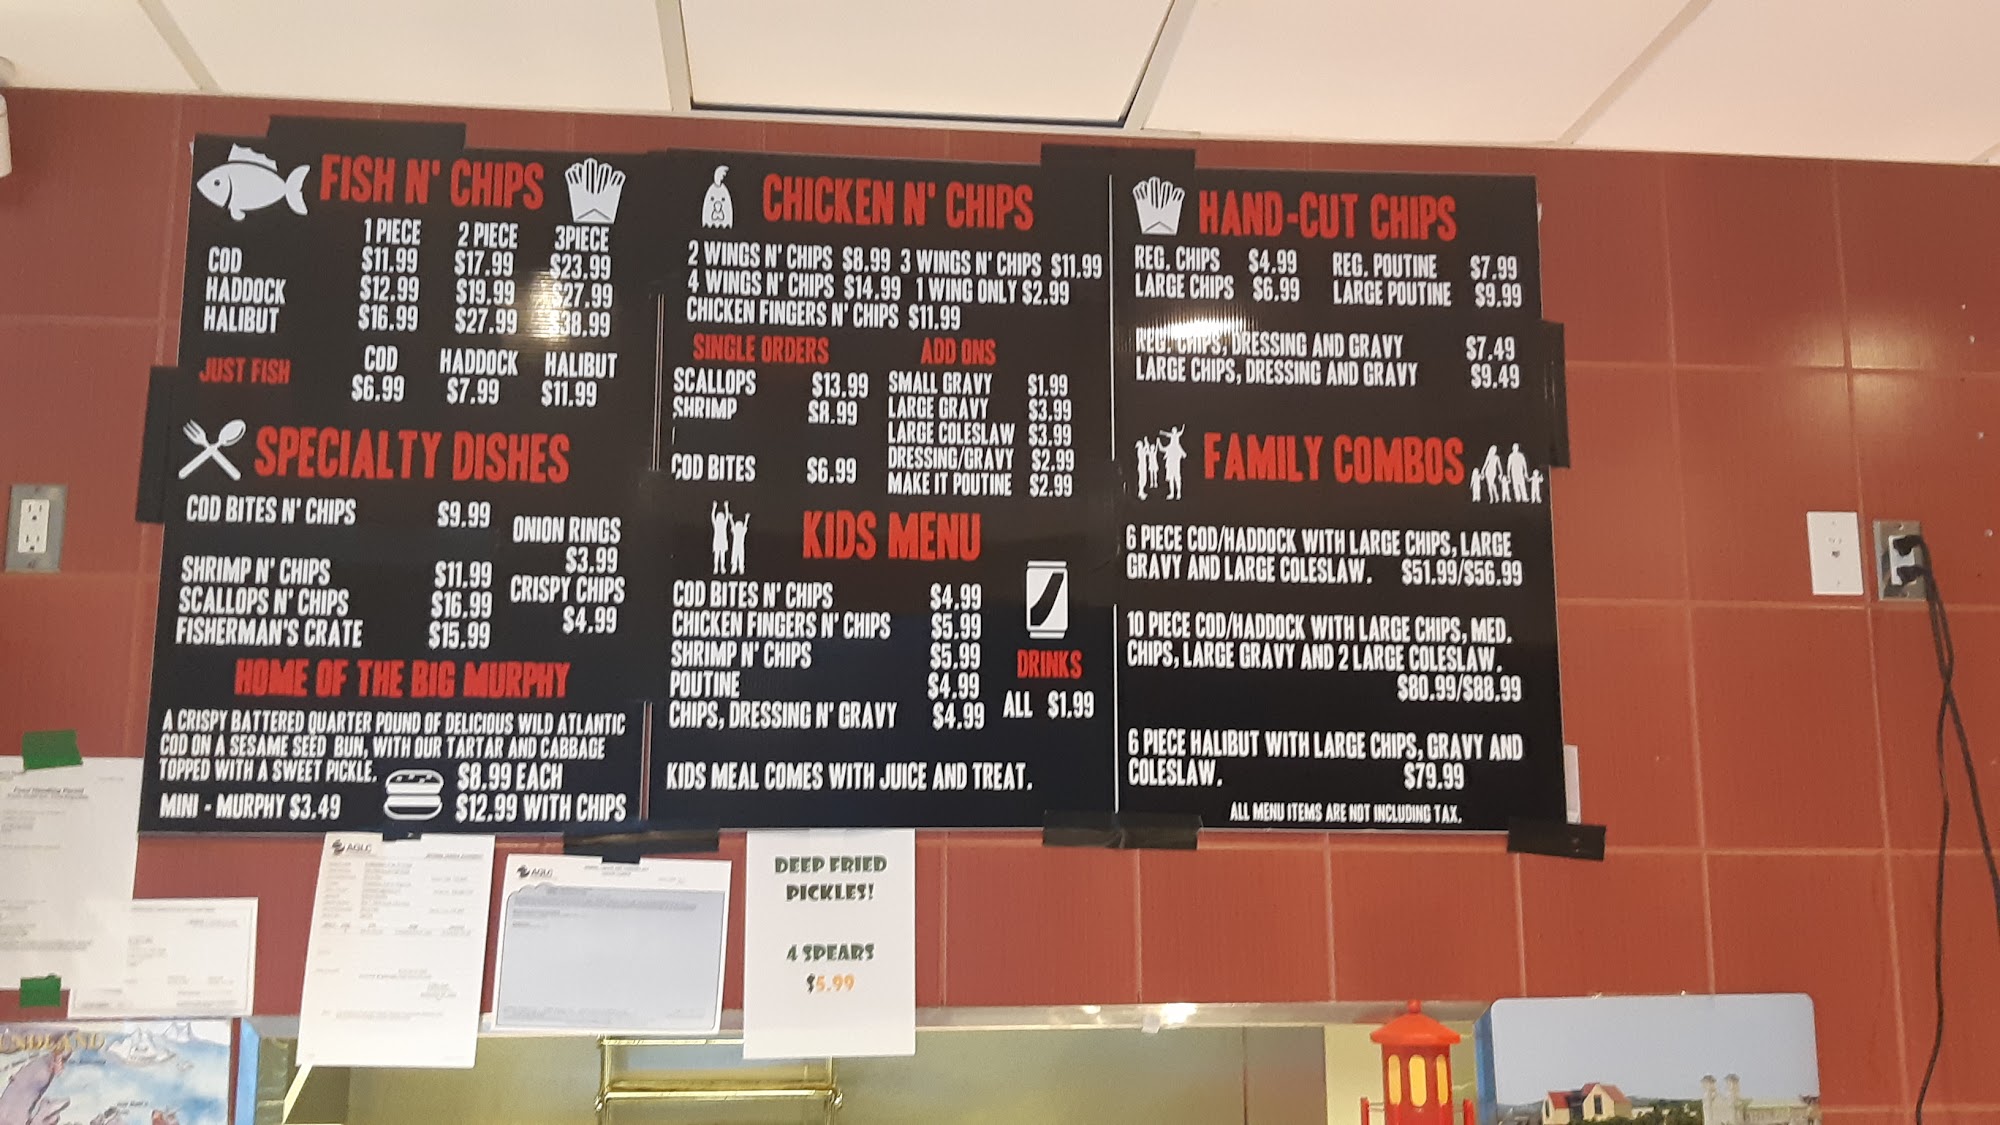 FISH N' CHIPS
1 PIECE 2 PIECE 3PIECE
COD $11.99 $17.99 $23.99
HADDOCK $12.99 $19.99 $27.99
HALIBUT $16.99 $27.99 $38.99
COD HADDOCK HALIBUT
JUST FISH $6.99 $7.99 $11.99
SPECIALTY DISHES
COD BITES N' CHIPS $9.99
SHRIMP N' CHIPS $11.99
SCALLOPS N' CHIPS $16.99
FISHERMAN'S CRATE $15.99
ONION RINGS
$3.99
CRISPY CHIPS
$4.99
HOME OF THE BIG MURPHY
A CRISPY BATTERED QUARTER POUND OF DELICIOUS WILD ATLANTIC
COD ON A SESAME SEED BUN, WITH OUR TARTAR AND CABBAGE
TOPPED WITH A SWEET PICKLE.
$8.99 EACH
MINI - MURPHY $3.49
$12.99 WITH CHIPS
CHICKEN N' CHIPS
2 WINGS N' CHIPS $8.99 3 WINGS N' CHIPS $11.99
4 WINGS N' CHIPS $14.99 1 WING ONLY $2.99
CHICKEN FINGERS N' CHIPS $11.99
SINGLE ORDERS
SCALLOPS $13.99
SHRIMP $8.99
COD BITES $6.99
ADD ONS
SMALL GRAVY $1.99
LARGE GRAVY $3.99
LARGE COLESLAW $3.99
DRESSING/GRAVY $2.99
MAKE IT POUTINE $2.99
KIDS MENU
COD BITES N' CHIPS $4.99
CHICKEN FINGERS N' CHIPS $5.99
SHRIMP N' CHIPS $5.99
POUTINE $4.99
CHIPS, DRESSING N' GRAVY $4.99
DRINKS
ALL $1.99
KIDS MEAL COMES WITH JUICE AND TREAT.
HAND-CUT CHIPS
REG. CHIPS $4.99 REG. POUTINE $7.99
LARGE CHIPS $6.99 LARGE POUTINE $9.99
REG. CHIPS, DRESSING AND GRAVY $7.49
LARGE CHIPS, DRESSING AND GRAVY $9.49
FAMILY COMBOS
6 PIECE COD/HADDOCK WITH LARGE CHIPS, LARGE
GRAVY AND LARGE COLESLAW. $51.99/$56.99
10 PIECE COD/HADDOCK WITH LARGE CHIPS, MED.
CHIPS, LARGE GRAVY AND 2 LARGE COLESLAW.
$80.99/$88.99
6 PIECE HALIBUT WITH LARGE CHIPS, GRAVY AND
COLESLAW. $79.99
ALL MENU ITEMS ARE NOT INCLUDING TAX.
AGLC
AGLC
DEEP FRIED
PICKLES!
4 SPEARS
$5.99